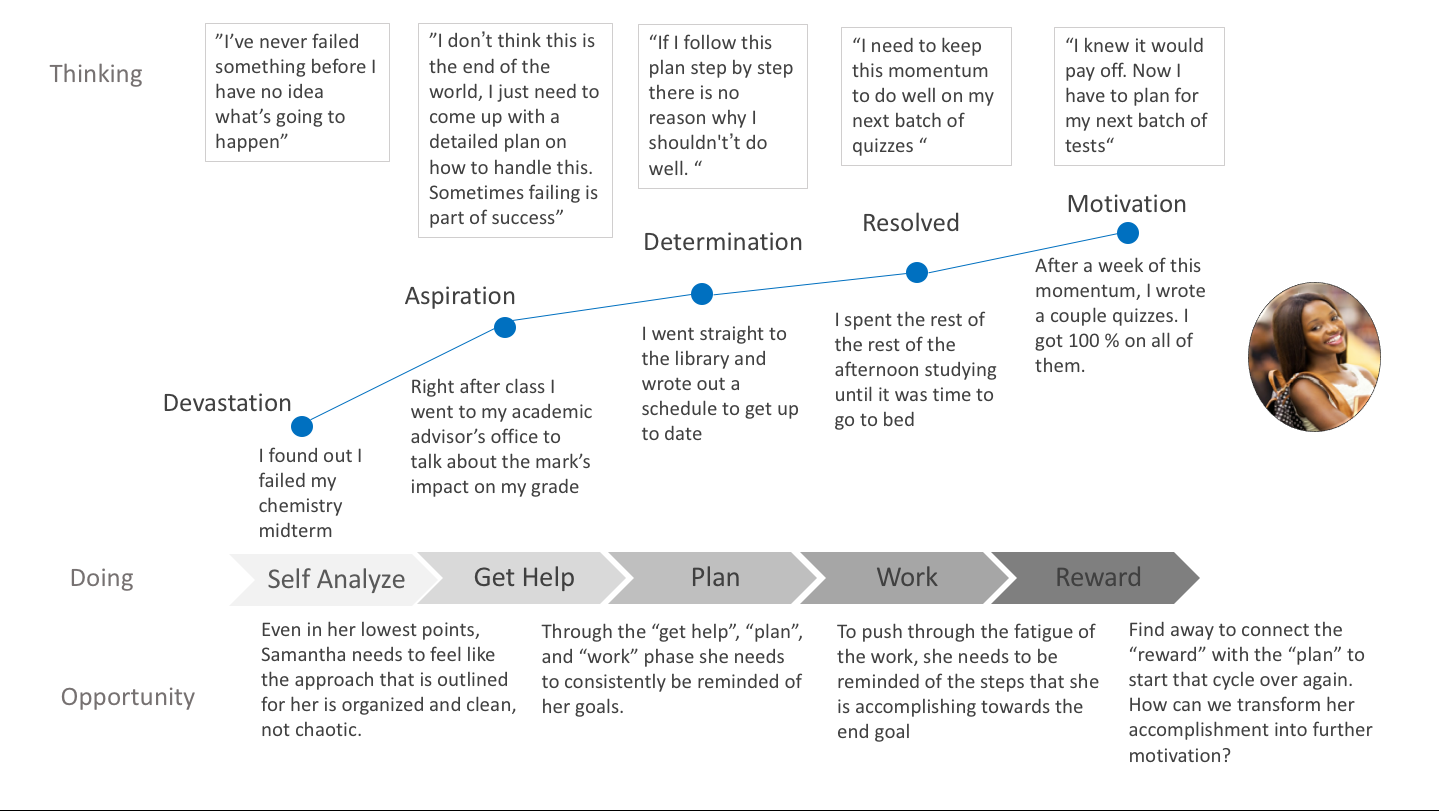 Thinking
”I’ve never failed
something before I
have no idea
what’s going to
happen”
”I don’t think this is
the end of the
world, I just need to
come up with a
detailed plan on
how to handle this.
Sometimes failing is
part of success”
“If I follow this
plan step by step
there is no
reason why I
shouldn't’t do
well. “
“I need to keep
this momentum
to do well on my
next batch of
quizzes “
“I knew it would
pay off. Now I
have to plan for
my next batch of
tests“
Devastation
I found out I
failed my
chemistry
midterm
Aspiration
Right after class I
went to my academic
advisor’s office to
talk about the mark’s
impact on my grade
Determination
I went straight to
the library and
wrote out a
schedule to get up
to date
Resolved
I spent the rest of
the rest of the
afternoon studying
until it was time to
go to bed
Motivation
After a week of this
momentum, I wrote
a couple quizzes. I
got 100 % on all of
them.
Doing
Self Analyze
Get Help
Plan
Work
Reward
Opportunity
Even in her lowest points,
Samantha needs to feel like
the approach that is outlined
for her is organized and clean,
not chaotic.
Through the “get help”, “plan”,
and “work” phase she needs
to consistently be reminded of
her goals.
To push through the fatigue of
the work, she needs to be
reminded of the steps that she
is accomplishing towards the
end goal
Find away to connect the
“reward” with the “plan” to
start that cycle over again.
How can we transform her
accomplishment into further
motivation?